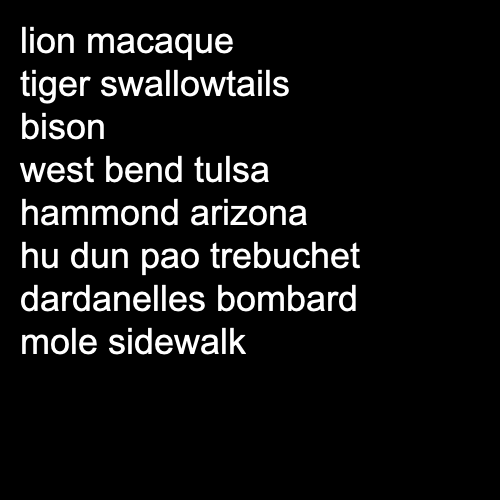 lion macaque
tiger swallowtails
bison
west bend tulsa
hammond arizona
hu dun pao trebuchet
dardanelles bombard
mole sidewalk